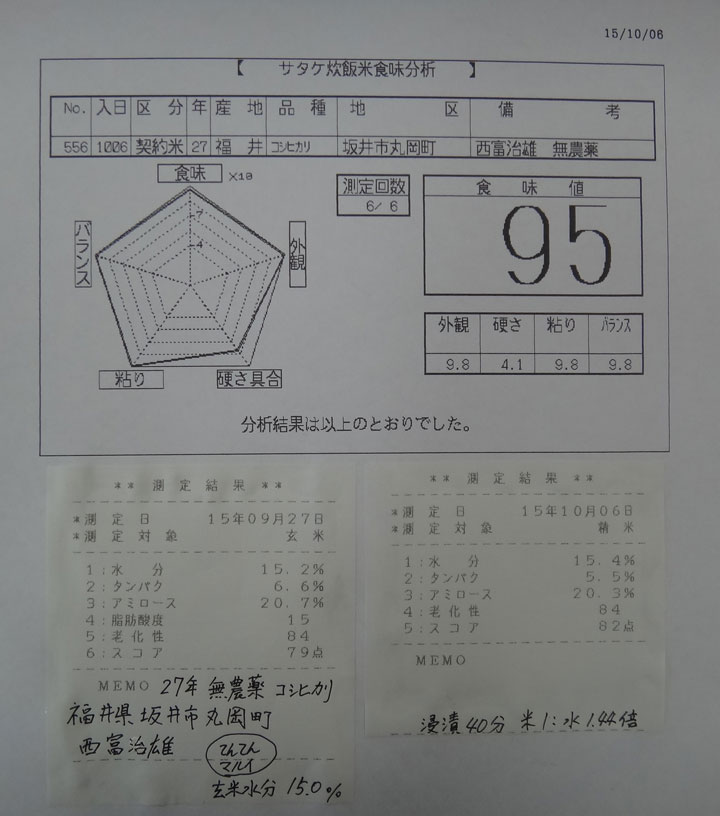 15/10/06
【 サタケ炊飯米食味分析 】
No. 入日 区分 年 産地 品種 地区 備考
556 1006 契約米 27 福井 コシヒカリ 坂井市丸岡町 西富治雄 無農薬
食味 ×10
7
4
バランス
外観
粘り
硬さ具合
測定回数
6/ 6
食味値
95
外観 硬さ 粘り バランス
9.8 4.1 9.8 9.8
分析結果は以上のとおりでした。
** 測定結果 **
*測定日 15年09月27日
*測定対象 玄米
1:水分 15.2%
2:タンパク 6.6%
3:アミロース 20.7%
4:脂肪酸度 15
5:老化性 84
6:スコア 79点
MEMO 27年 無農薬 コシヒカリ
福井県坂井市丸岡町
西富治雄 てんてん
マルイ
玄米水分 15.0%
** 測定結果 **
*測定日 15年10月06日
*測定対象 精米
1:水分 15.4%
2:タンパク 5.5%
3:アミロース 20.3%
4:老化性 84
5:スコア 82点
MEMO
浸漬40分 米1:水1.44倍